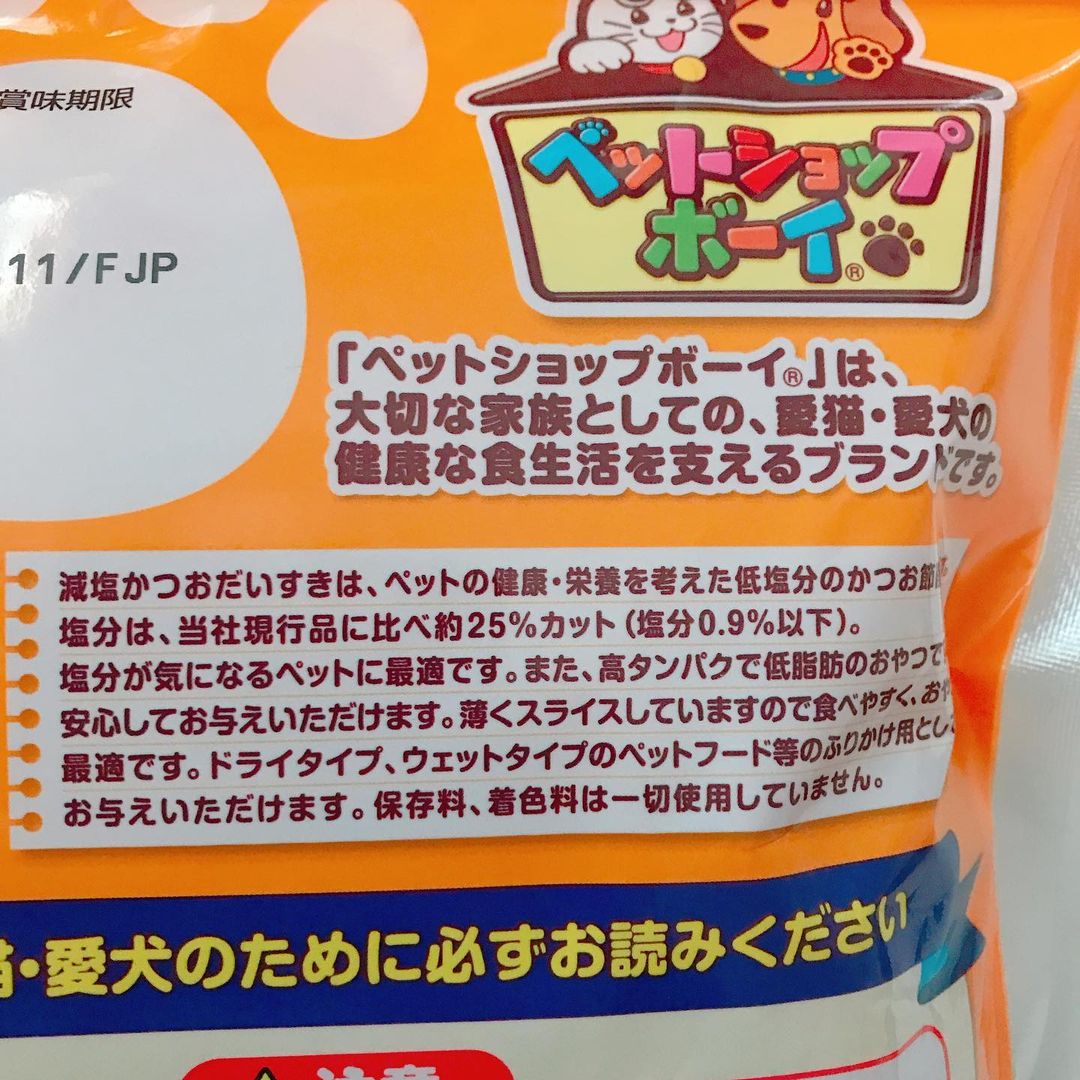 賞味期限
11/FJP
ペットショップ
ボーイ®
「ペットショップボーイ®」は、
大切な家族としての、愛猫・愛犬の
健康な食生活を支えるブランドです。
減塩かつおだいすきは、ペットの健康・栄養を考えた低塩分のかつお節
塩分は、当社現行品に比べ約25%カット(塩分0.9%以下)。
塩分が気になるペットに最適です。また、高タンパクで低脂肪のおやつで
安心してお与えいただけます。薄くスライスしていますので食べやすく、おや
最適です。ドライタイプ、ウェットタイプのペットフード等のふりかけ用とし
お与えいただけます。保存料、着色料は一切使用していません。
猫・愛犬のために必ずお読みください
注意